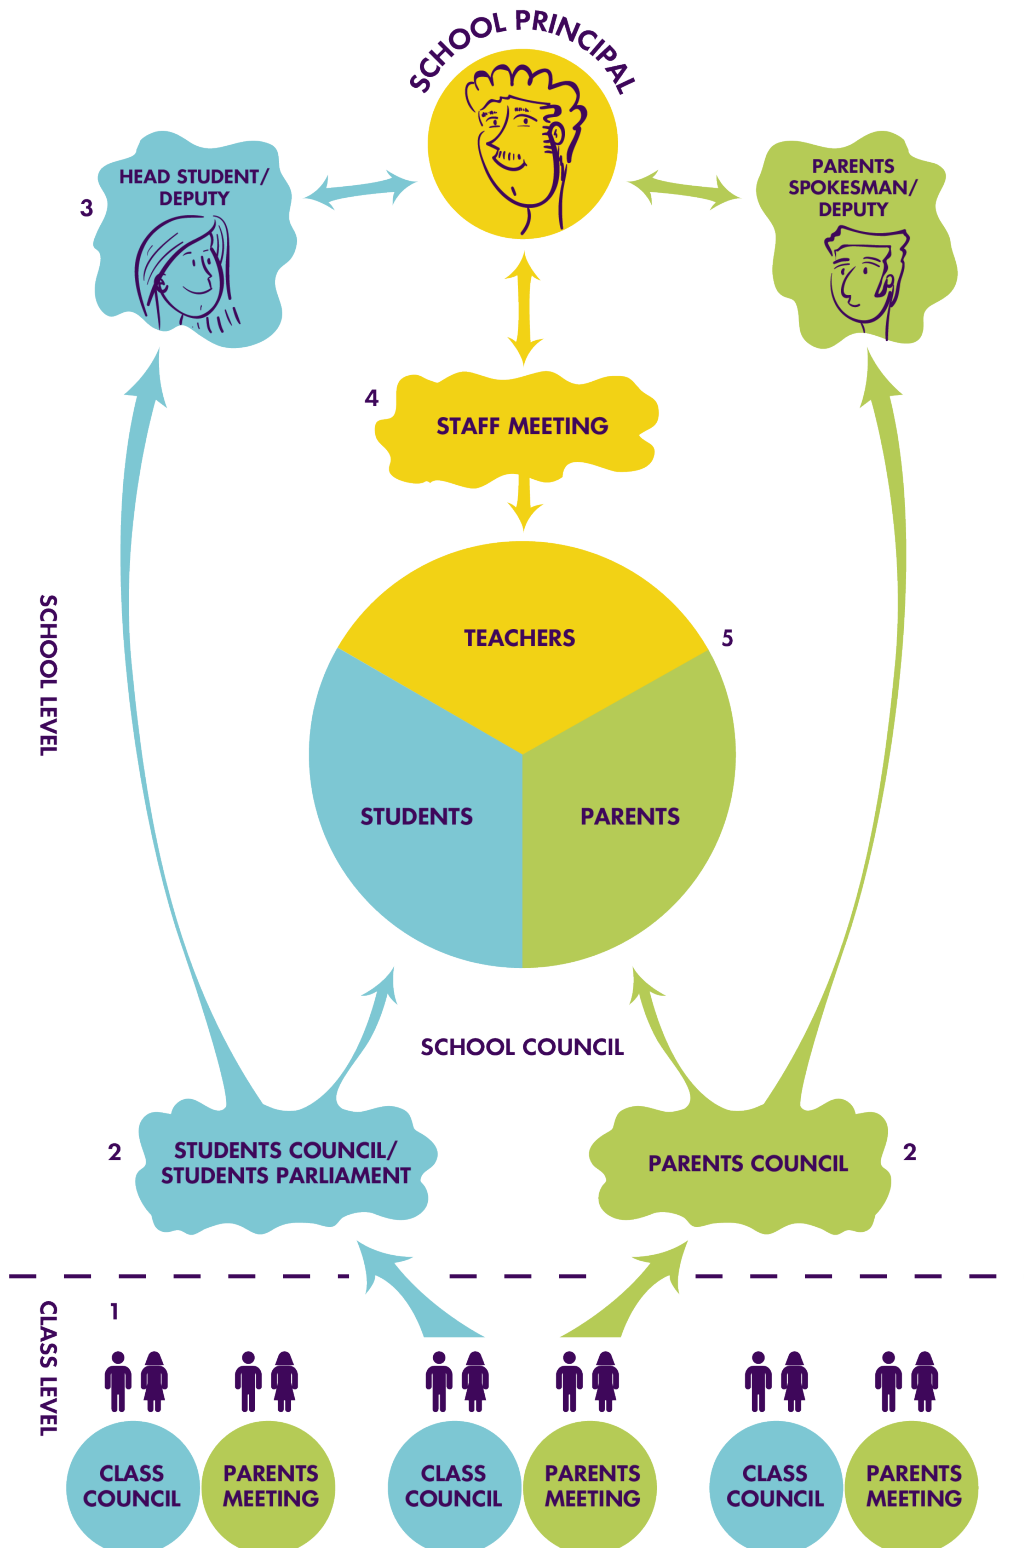 SCHOOL PRINCIPAL
HEAD STUDENT/
DEPUTY
3
PARENTS
SPOKESMAN/
DEPUTY
4
STAFF MEETING
SCHOOL LEVEL
TEACHERS
5
STUDENTS
PARENTS
SCHOOL COUNCIL
2
STUDENTS COUNCIL/
STUDENTS PARLIAMENT
PARENTS COUNCIL
2
CLASS LEVEL
1
CLASS
COUNCIL
PARENTS
MEETING
CLASS
COUNCIL
PARENTS
MEETING
CLASS
COUNCIL
PARENTS
MEETING